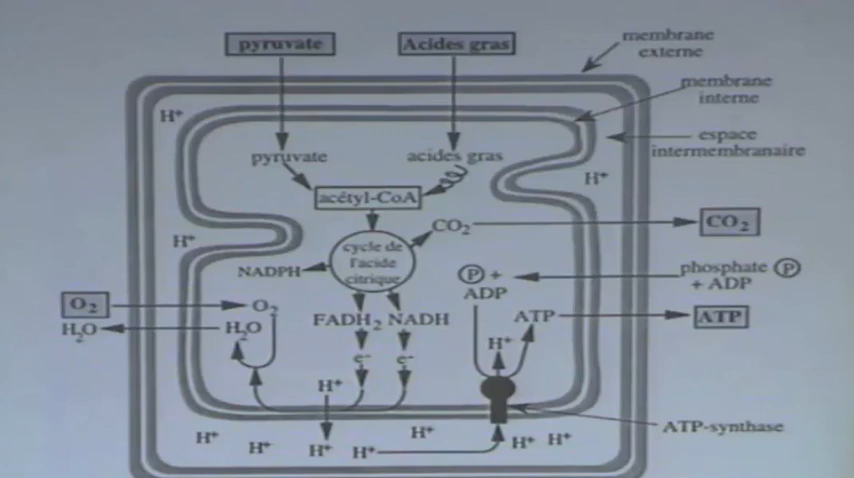 pyruvate
Acides gras
membrane
externe
membrane
interne
espace
intermembranaire
H⁺
pyruvate
acides gras
H⁺
acétyl-CoA
CO₂
CO₂
H⁺
cycle de
l'acide
citrique
NADPH
P +
ADP
phosphate P
+ ADP
O₂
O₂
H₂O
H₂O
FADH₂ NADH
ATP
ATP
H⁺
e⁻
e⁻
H⁺
ATP-synthase
H⁺
H⁺
H⁺
H⁺
H⁺
H⁺
H⁺